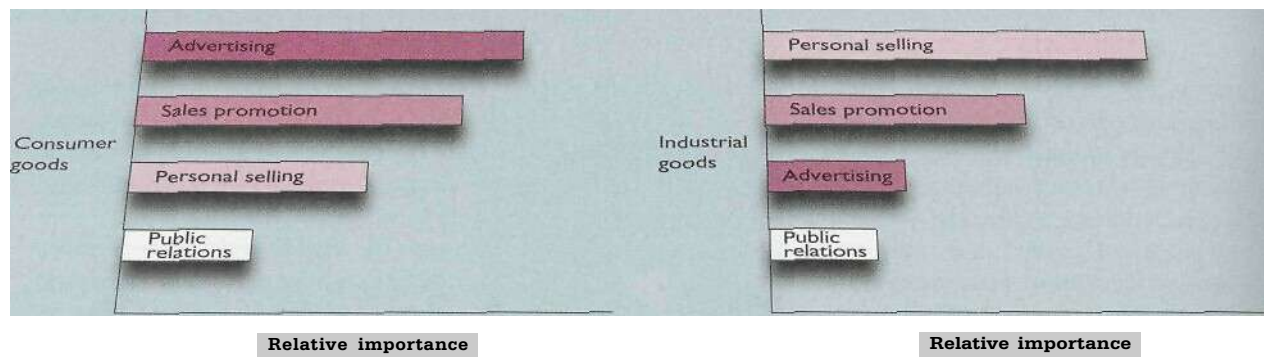 Advertising
Sales promotion
Consumer
goods
Personal selling
Public
relations
Relative importance
Personal selling
Sales promotion
Industrial
goods
Advertising
Public
relations
Relative importance